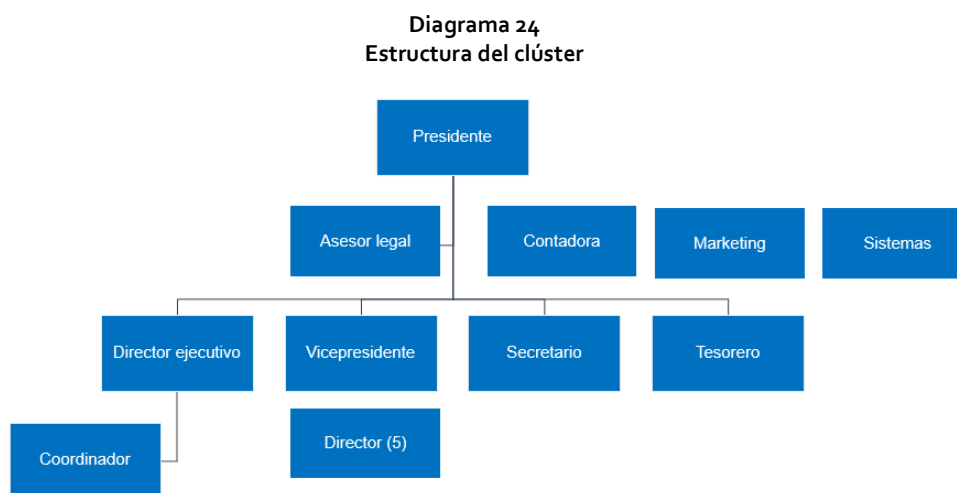 Diagrama 24
Estructura del clúster
Presidente
Asesor legal
Contadora
Marketing
Sistemas
Director ejecutivo
Vicepresidente
Secretario
Tesorero
Director (5)
Coordinador